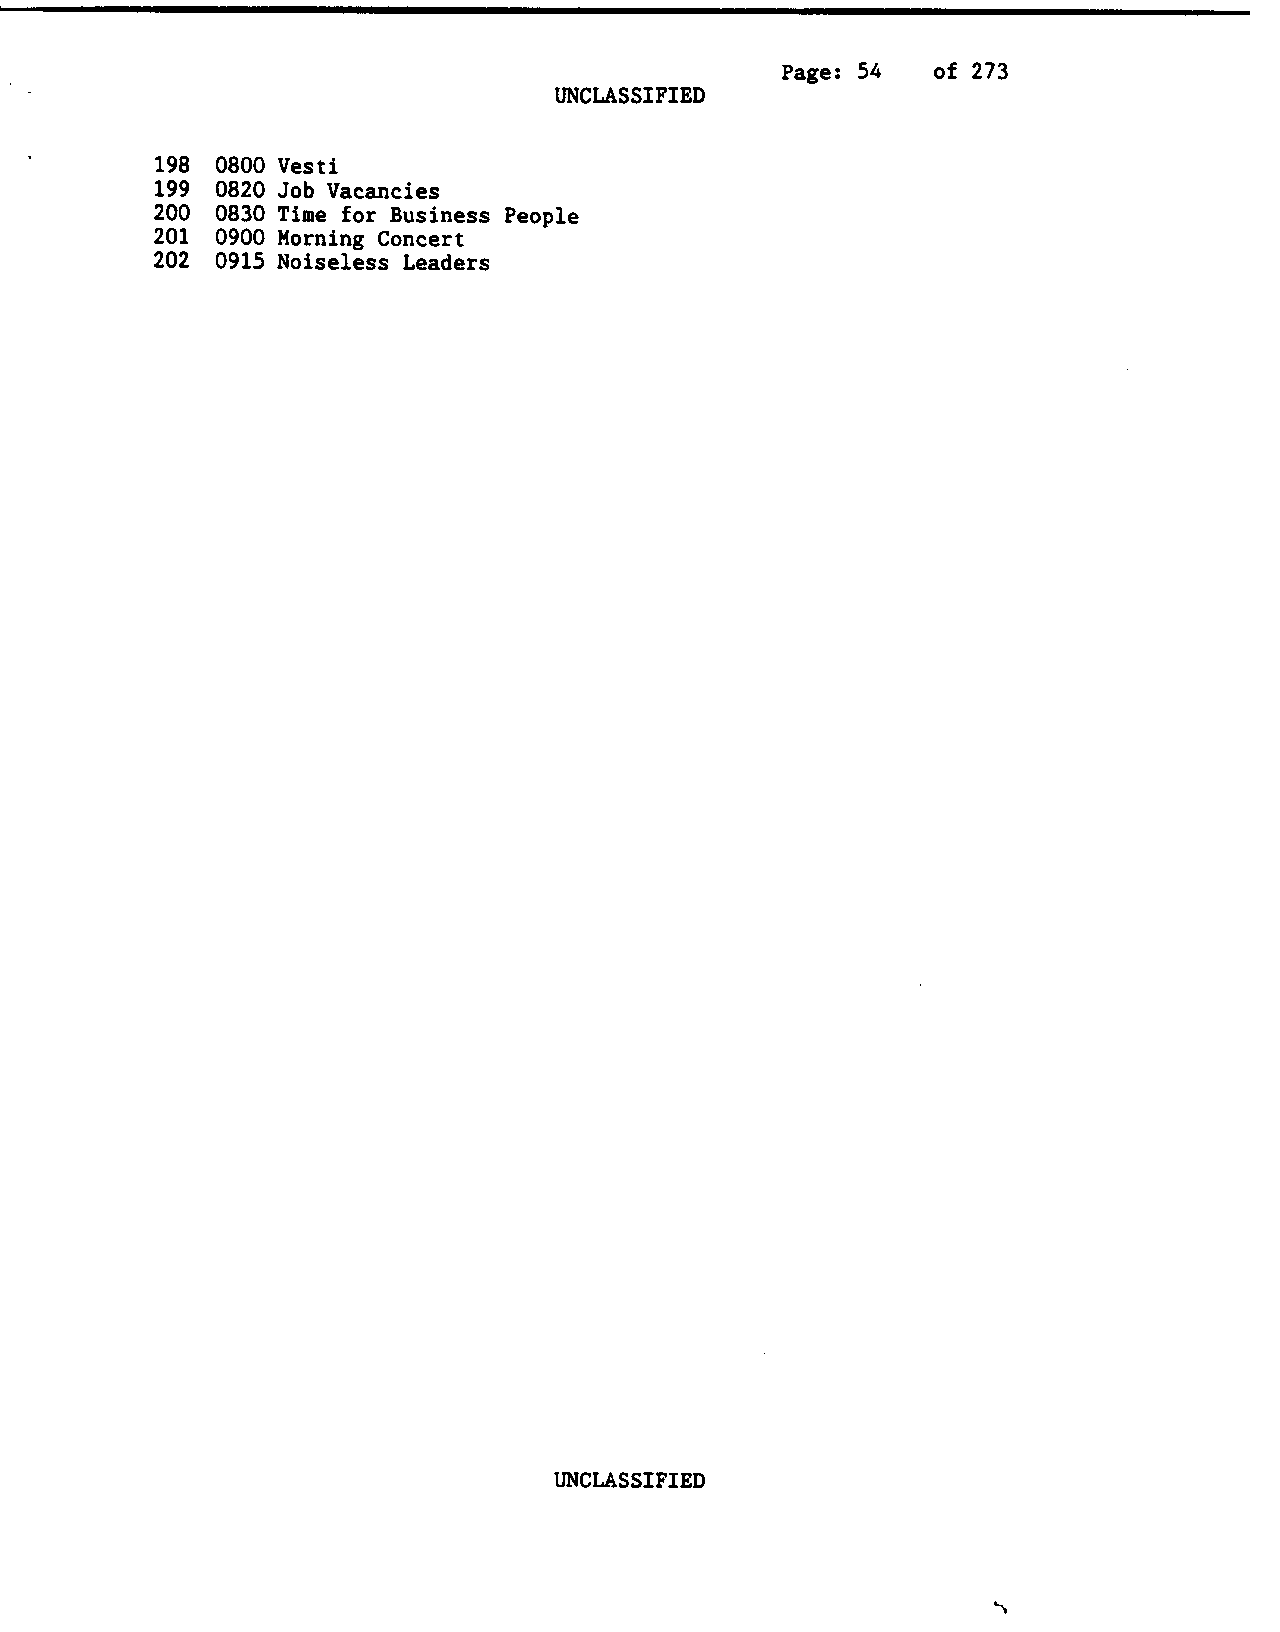 Page: 54 of 273
UNCLASSIFIED
198 0800 Vesti
199 0820 Job Vacancies
200 0830 Time for Business People
201 0900 Morning Concert
202 0915 Noiseless Leaders
UNCLASSIFIED